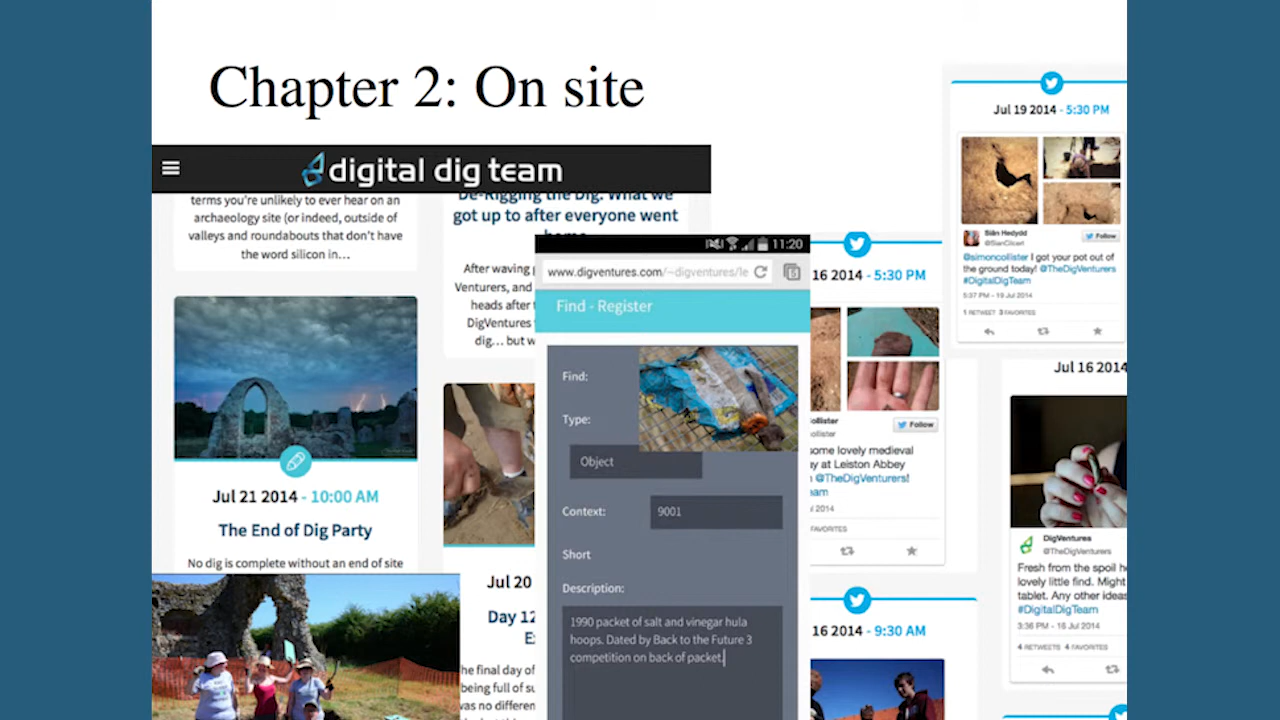 Chapter 2: On site
digital dig team
terms you're unlikely to ever hear on an
archaeology site (or indeed, outside of
valleys and roundabouts that don't have
the word silicon in…
Jul 21 2014 - 10:00 AM
The End of Dig Party
No dig is complete without an end of site
De-Rigging the Dig. What we
got up to after everyone went
home
After waving
Venturers, and
heads after
DigVentures
dig… but w
Jul 20
Day 12
he final day of
being full of su
was no differen
11:20
www.digventures.com/~digventures/le
Find - Register
Find:
Type:
Object
Context:
9001
Short
Description:
1990 packet of salt and vinegar hula
hoops. Dated by Back to the Future 3
competition on back of packet.
16 2014 - 5:30 PM
ollister
Follow
ollister
some lovely medieval
y at Leiston Abbey
@TheDigVenturers!
eam
2014
FAVORITES
16 2014 - 9:30 AM
Jul 19 2014 - 5:30 PM
Siân Hedydd
Follow
@simoncollister I got your pot out of
the ground today! @TheDigVenturers
#DigitalDigTeam
5:37 PM - 19 Jul 2014
1 RETWEET 3 FAVORITES
Jul 16 2014
DigVentures
@TheDigVenturers
Fresh from the spoil h
lovely little find. Might
tablet. Any other ideas
#DigitalDigTeam
3:36 PM - 16 Jul 2014
4 RETWEETS 4 FAVORITES